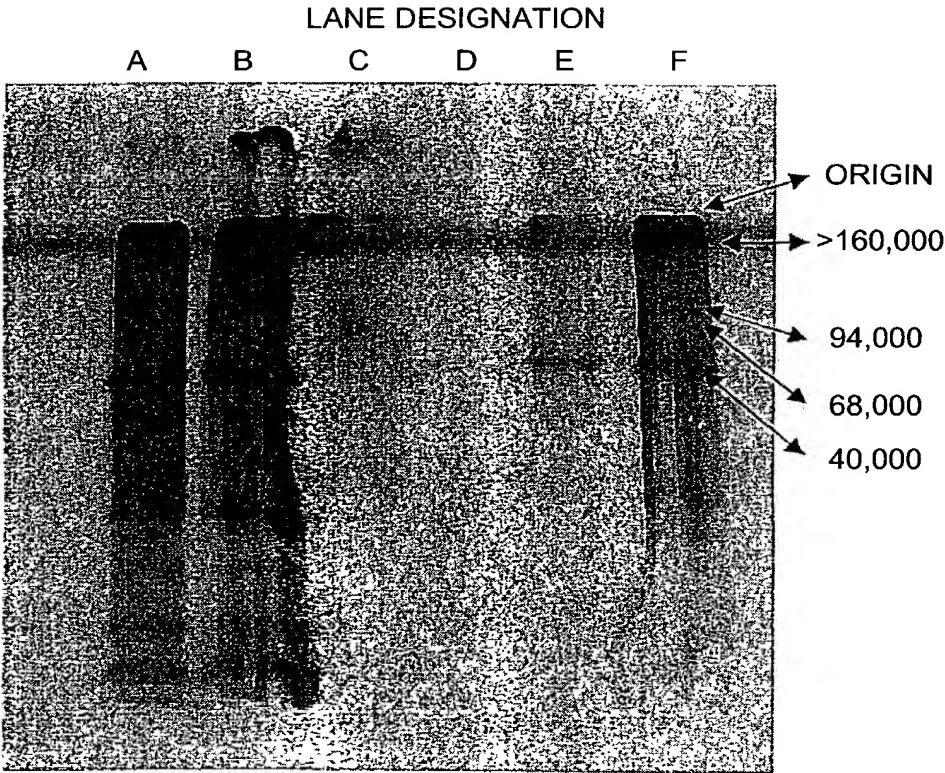 LANE DESIGNATION
A B C D E F
ORIGIN
>160,000
94,000
68,000
40,000